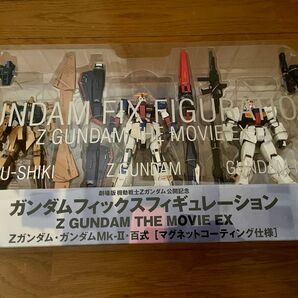 UNDAM FIX FIGURATIO
Z GUNDAM THE MOVIE EX
U-SHIKI
Z GUNDAM
GUNDAM
劇場版 機動戦士Zガンダム 公開記念
ガンダムフィックスフィギュレーション
Z GUNDAM THE MOVIE EX
Zガンダム・ガンダムMk-Ⅱ・百式 [マグネットコーティング仕様]